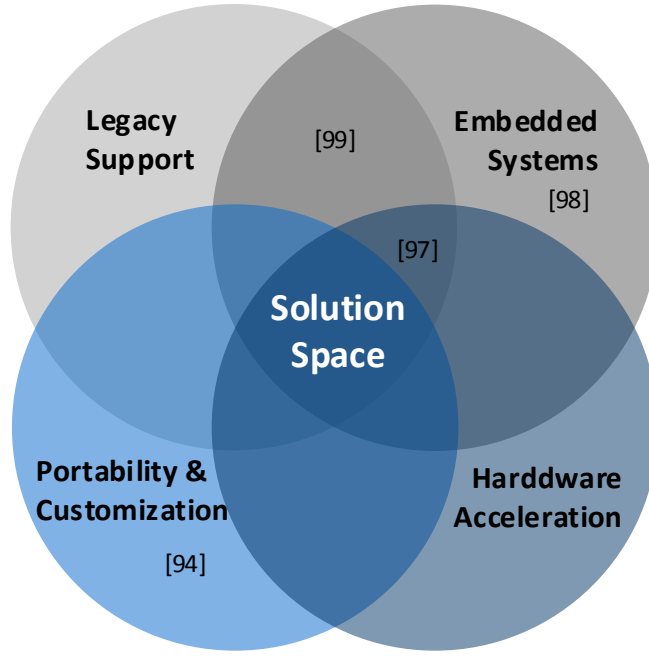 Legacy
Support
[99]
Embedded
Systems
[98]
[97]
Solution
Space
Portability &
Customization
[94]
Harddware
Acceleration